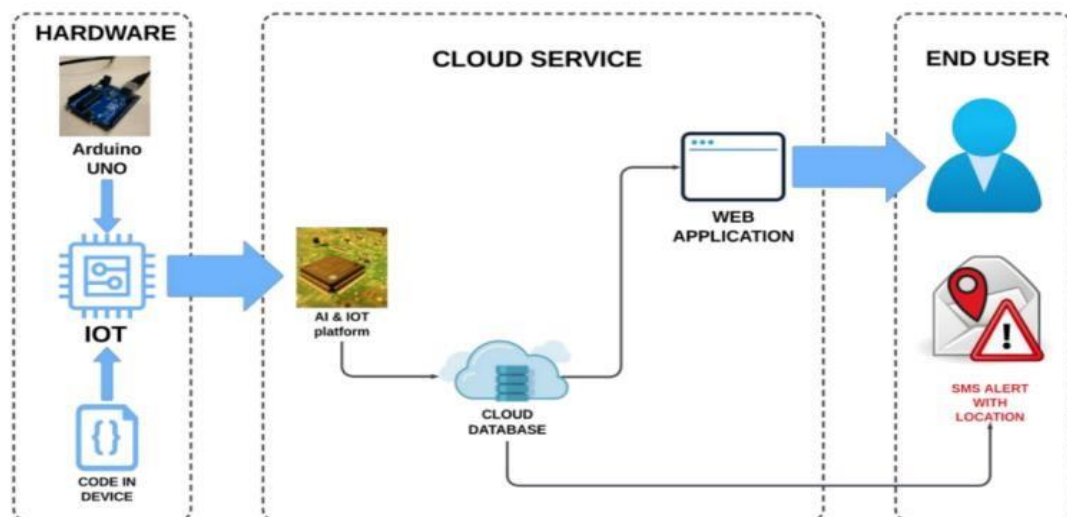 HARDWARE
Arduino
UNO
IOT
CODE IN
DEVICE
CLOUD SERVICE
AI & IOT
platform
CLOUD
DATABASE
WEB
APPLICATION
END USER
SMS ALERT
WITH
LOCATION